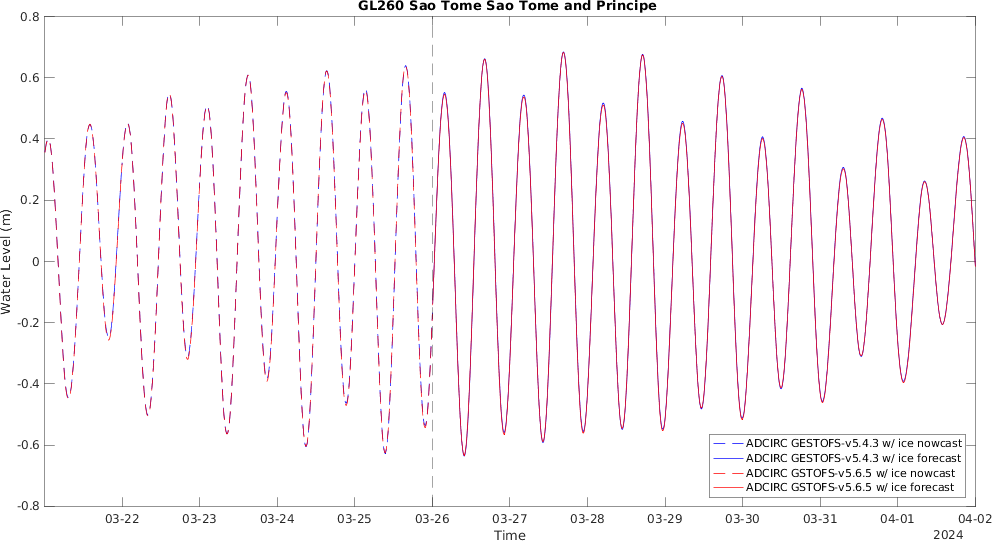 GL260 Sao Tome Sao Tome and Principe
Water Level (m)
0.8
0.6
0.4
0.2
0
-0.2
-0.4
-0.6
-0.8
ADCIRC GESTOFS-v5.4.3 w/ ice nowcast
ADCIRC GESTOFS-v5.4.3 w/ ice forecast
ADCIRC GSTOFS-v5.6.5 w/ ice nowcast
ADCIRC GSTOFS-v5.6.5 w/ ice forecast
03-22 03-23 03-24 03-25 03-26 03-27 03-28 03-29 03-30 03-31 04-01 04-02
Time
2024